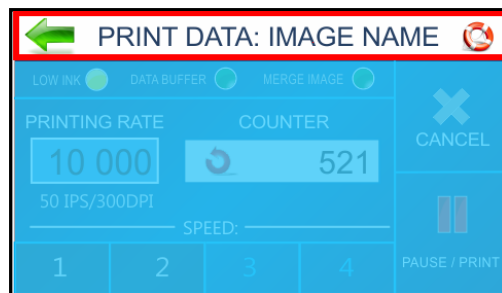 PRINT DATA: IMAGE NAME
LOW INK DATA BUFFER MERGE IMAGE
PRINTING RATE COUNTER
CANCEL
10 000 521
50 IPS/300DPI
SPEED:
1 2 3 4 PAUSE / PRINT